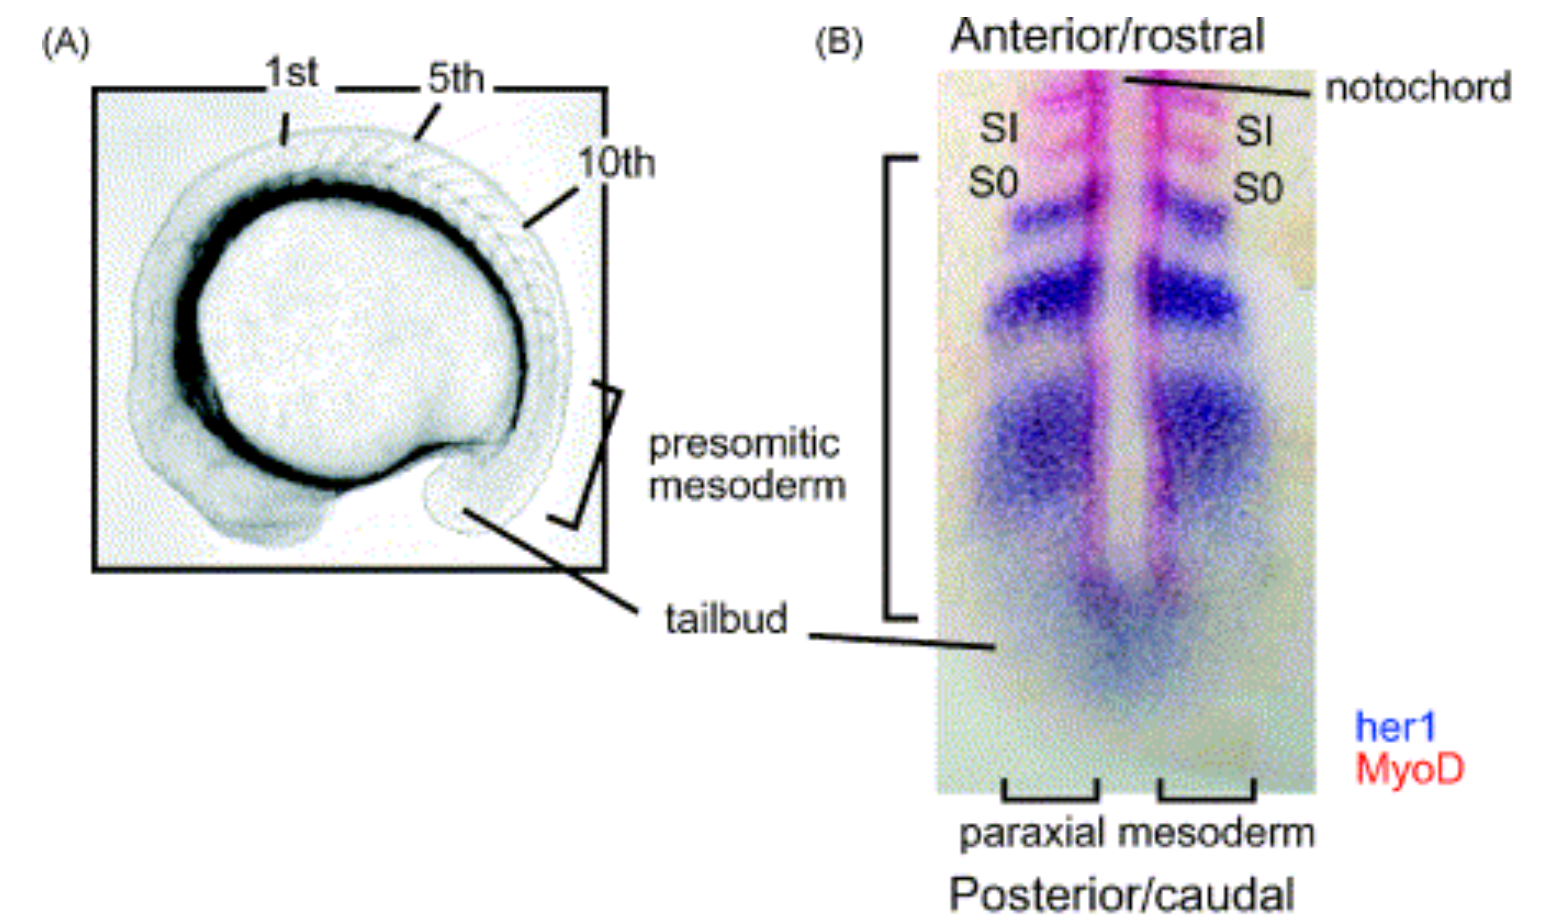 (A)
1st
5th
10th
presomitic
mesoderm
tailbud
(B)
Anterior/rostral
notochord
SI
SI
S0
S0
her1
MyoD
paraxial mesoderm
Posterior/caudal